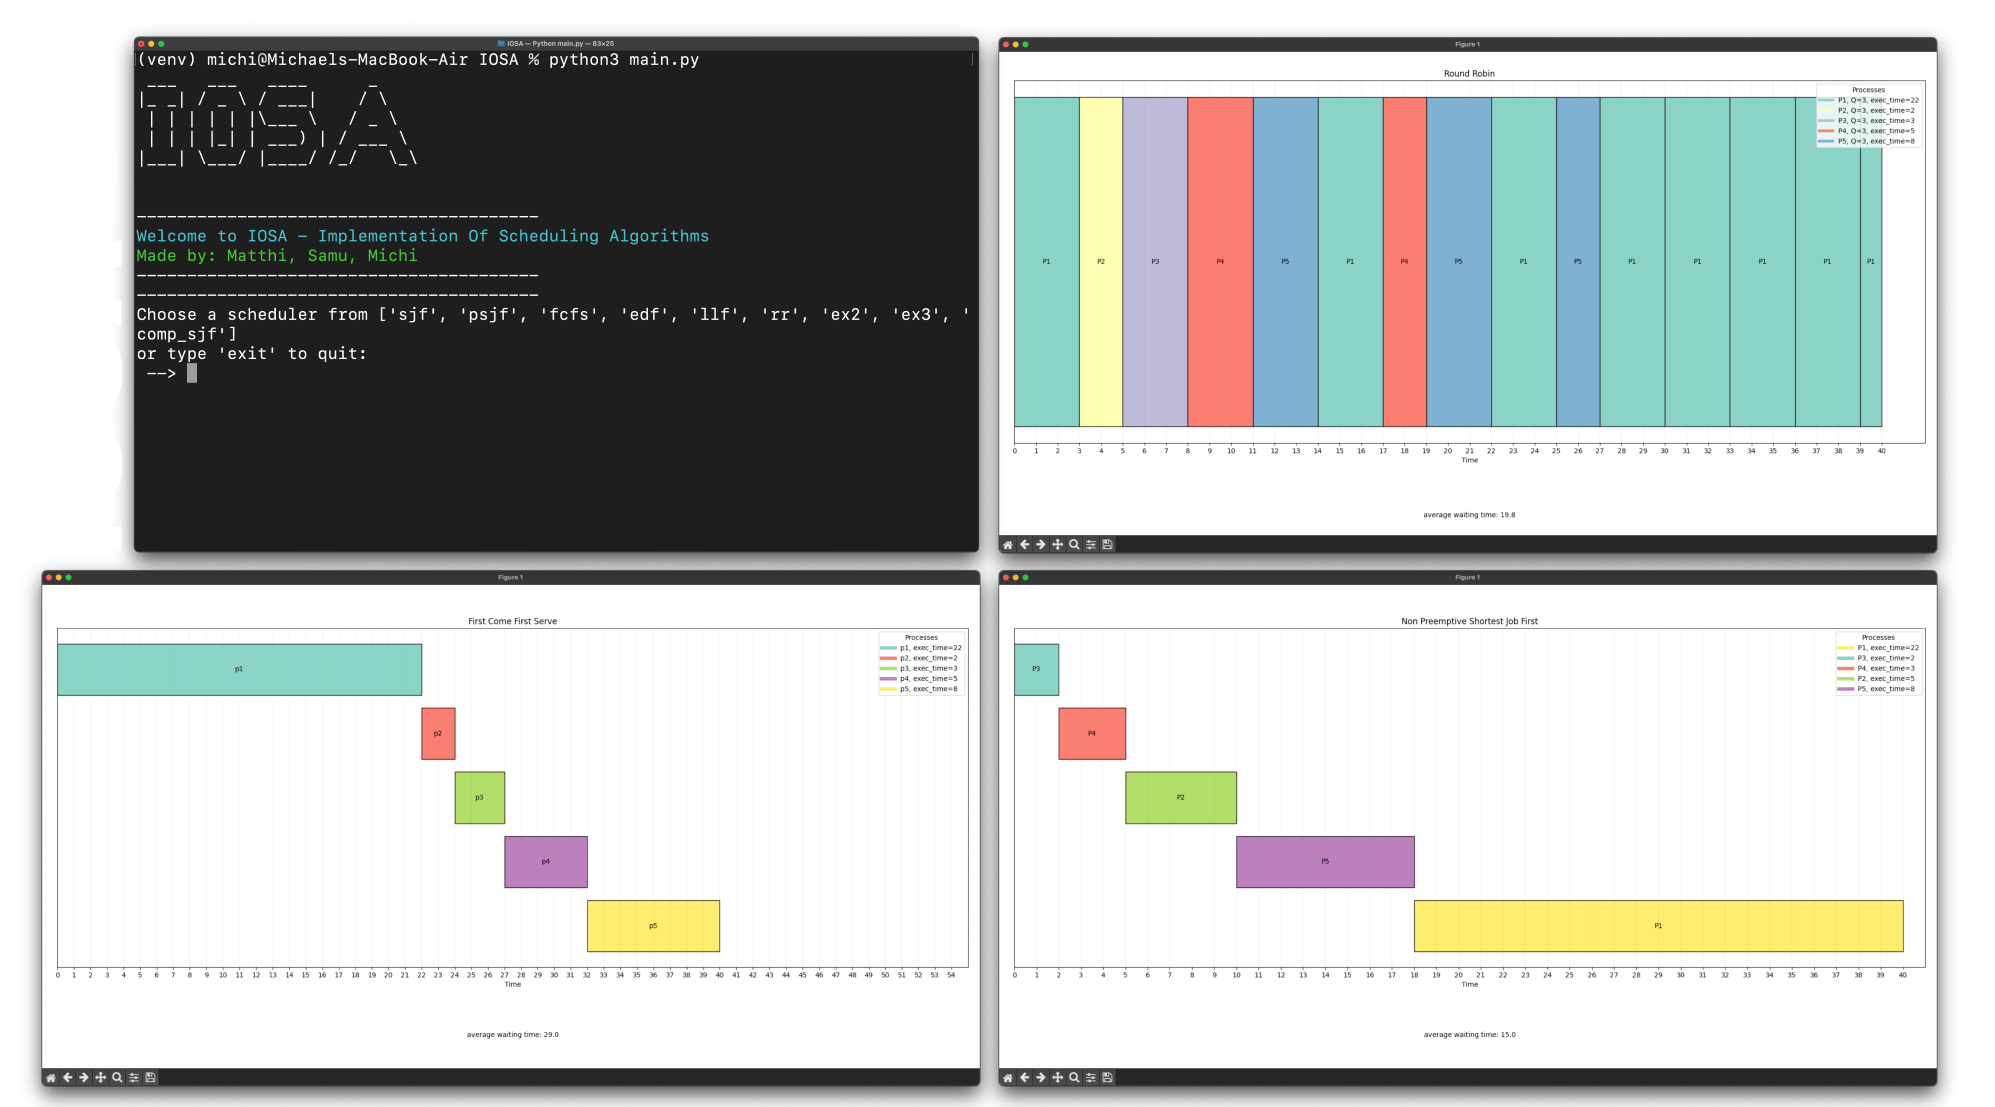 IOSA — Python main.py — 83×25
(venv) michi@Michaels-MacBook-Air IOSA % python3 main.py
IOSA
Welcome to IOSA - Implementation Of Scheduling Algorithms
Made by: Matthi, Samu, Michi
Choose a scheduler from ['sjf', 'psjf', 'fcfs', 'edf', 'llf', 'rr', 'ex2', 'ex3', '
comp_sjf']
or type 'exit' to quit:
-->
Figure 1
Round Robin
Processes
P1, Q=3, exec_time=22
P2, Q=3, exec_time=2
P3, Q=3, exec_time=3
P4, Q=3, exec_time=5
P5, Q=3, exec_time=8
P1 P2 P3 P4 P5 P1 P4 P5 P1 P5 P1 P1 P1 P1 P1
0 1 2 3 4 5 6 7 8 9 10 11 12 13 14 15 16 17 18 19 20 21 22 23 24 25 26 27 28 29 30 31 32 33 34 35 36 37 38 39 40
Time
average waiting time: 19.8
Figure 1
First Come First Serve
Processes
p1, exec_time=22
p2, exec_time=2
p3, exec_time=3
p4, exec_time=5
p5, exec_time=8
p1
p2
p3
p4
p5
0 1 2 3 4 5 6 7 8 9 10 11 12 13 14 15 16 17 18 19 20 21 22 23 24 25 26 27 28 29 30 31 32 33 34 35 36 37 38 39 40 41 42 43 44 45 46 47 48 49 50 51 52 53 54
Time
average waiting time: 29.0
Figure 1
Non Preemptive Shortest Job First
Processes
P1, exec_time=22
P3, exec_time=2
P4, exec_time=3
P2, exec_time=5
P5, exec_time=8
P3
P4
P2
P5
P1
0 1 2 3 4 5 6 7 8 9 10 11 12 13 14 15 16 17 18 19 20 21 22 23 24 25 26 27 28 29 30 31 32 33 34 35 36 37 38 39 40
Time
average waiting time: 15.0